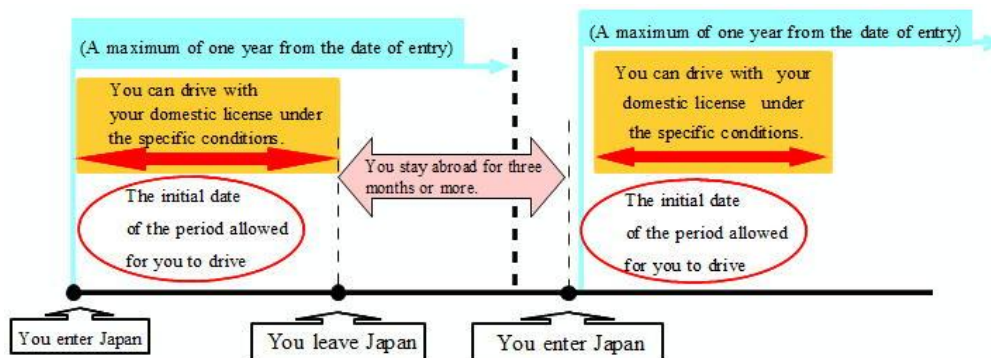 (A maximum of one year from the date of entry)
You can drive with
your domestic license under
the specific conditions.
The initial date
of the period allowed
for you to drive
You stay abroad for three
months or more.
(A maximum of one year from the date of entry)
You can drive with your
domestic license under
the specific conditions.
The initial date
of the period allowed
for you to drive
You enter Japan
You leave Japan
You enter Japan